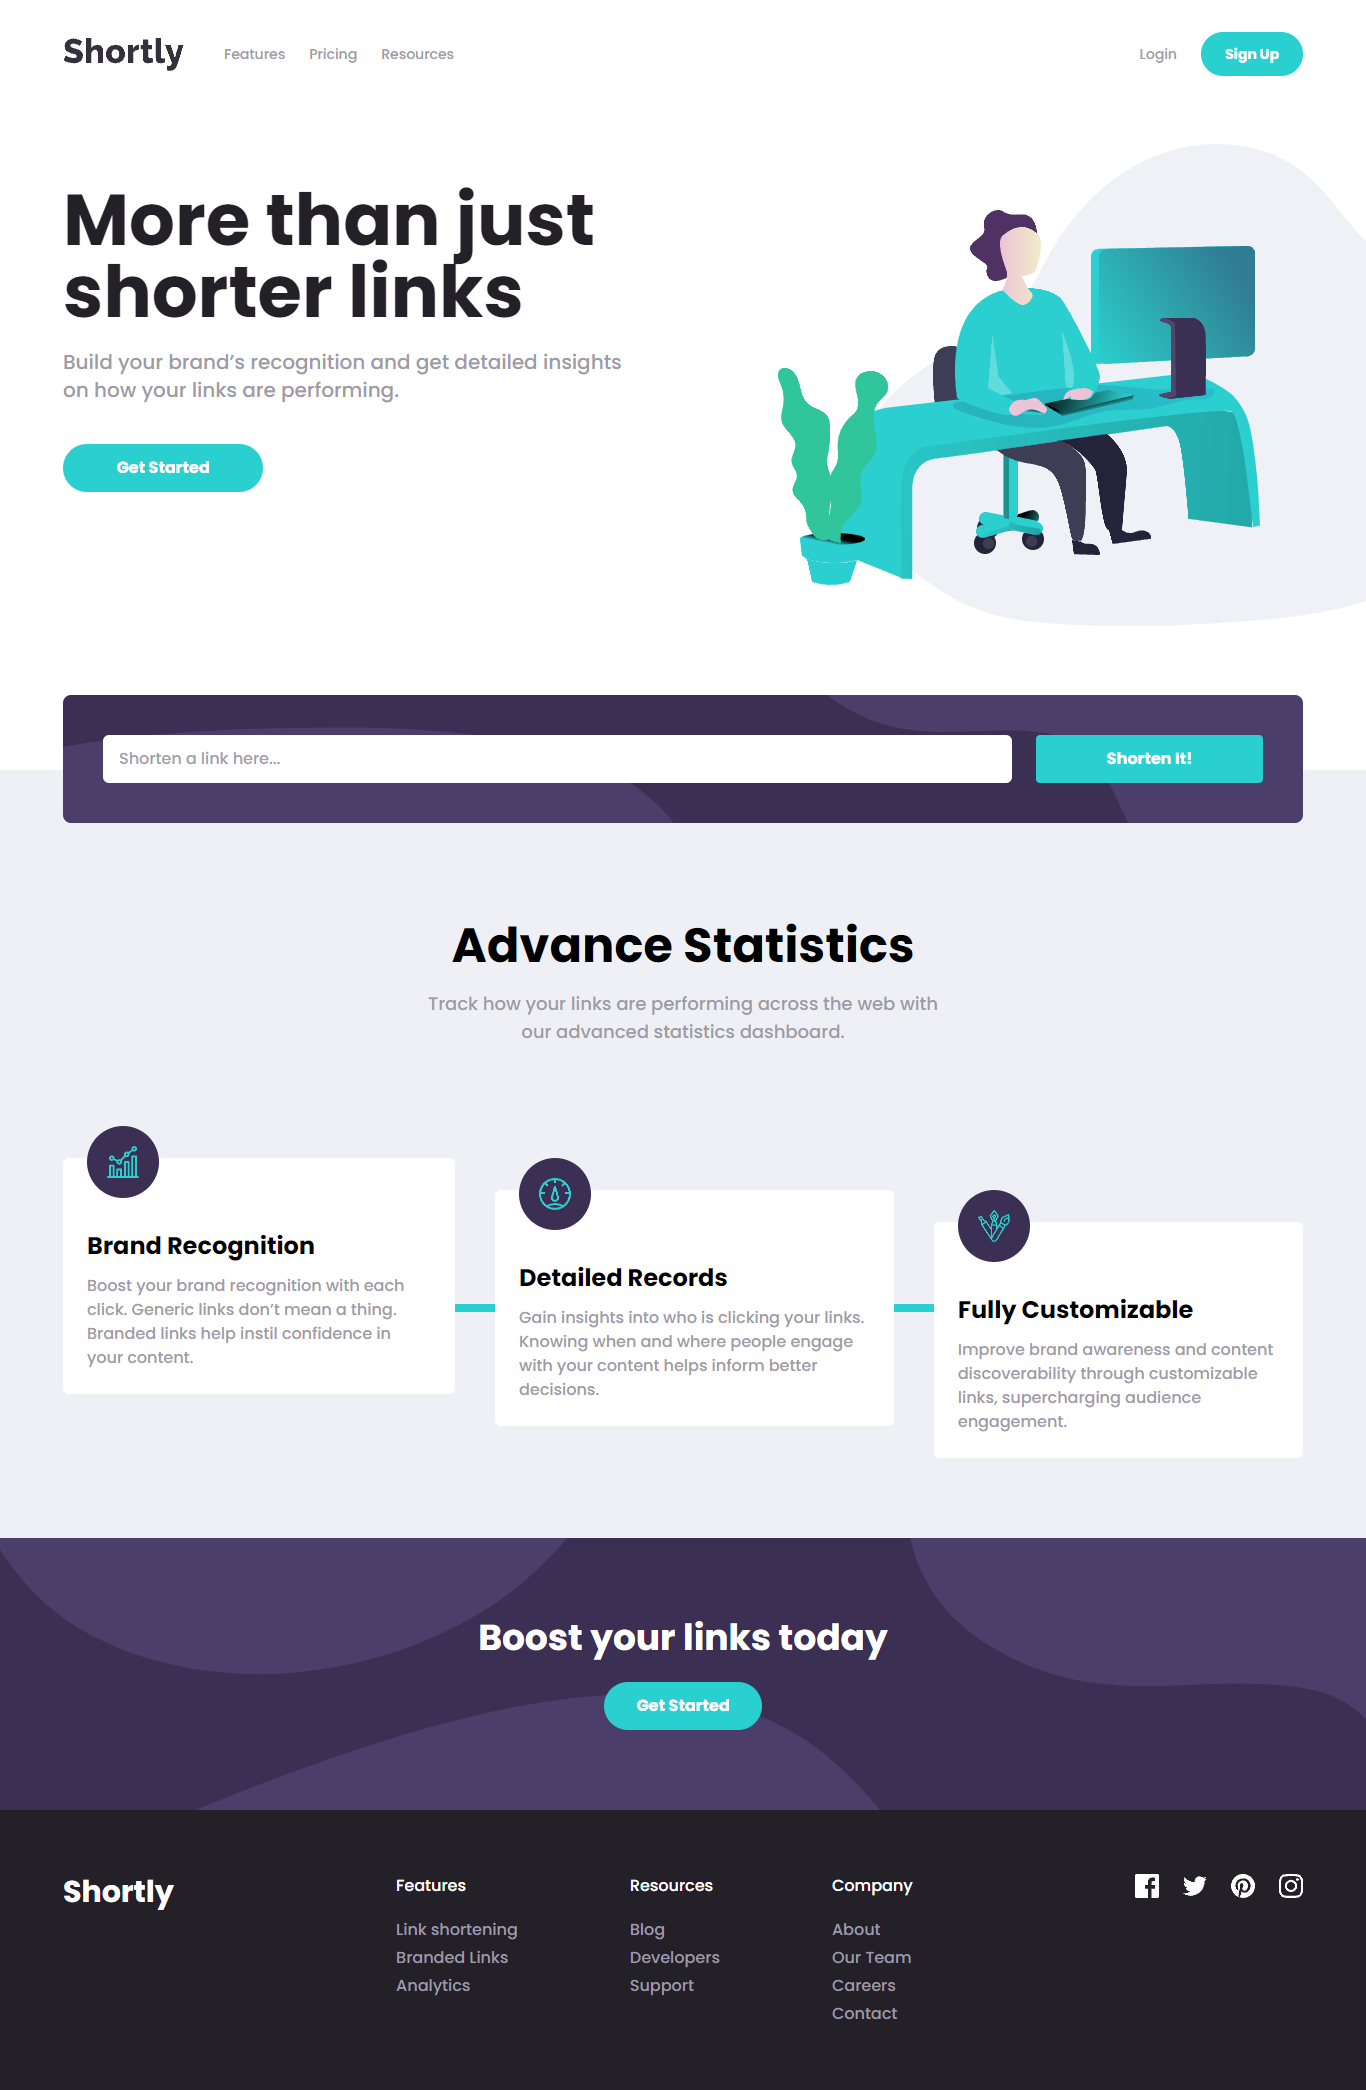 Shortly
Features
Pricing
Resources
Login
Sign Up
More than just
shorter links
Build your brand’s recognition and get detailed insights
on how your links are performing.
Get Started
Shorten a link here...
Shorten It!
Advance Statistics
Track how your links are performing across the web with
our advanced statistics dashboard.
Brand Recognition
Boost your brand recognition with each
click. Generic links don’t mean a thing.
Branded links help instil confidence in
your content.
Detailed Records
Gain insights into who is clicking your links.
Knowing when and where people engage
with your content helps inform better
decisions.
Fully Customizable
Improve brand awareness and content
discoverability through customizable
links, supercharging audience
engagement.
Boost your links today
Get Started
Shortly
Features
Link shortening
Branded Links
Analytics
Resources
Blog
Developers
Support
Company
About
Our Team
Careers
Contact